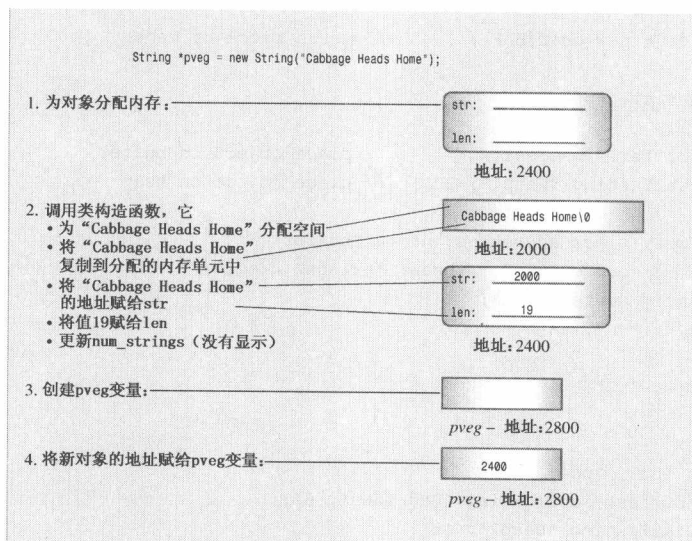 String *pveg = new String("Cabbage Heads Home");
1. 为对象分配内存:
str:
len:
地址:2400
2. 调用类构造函数，它
• 为“Cabbage Heads Home”分配空间
• 将“Cabbage Heads Home”
复制到分配的内存单元中
• 将“Cabbage Heads Home”
的地址赋给str
• 将值19赋给len
• 更新num_strings（没有显示）
Cabbage Heads Home\0
地址:2000
str: 2000
len: 19
地址:2400
3. 创建pveg变量:
pveg – 地址:2800
4. 将新对象的地址赋给pveg变量:
2400
pveg – 地址:2800